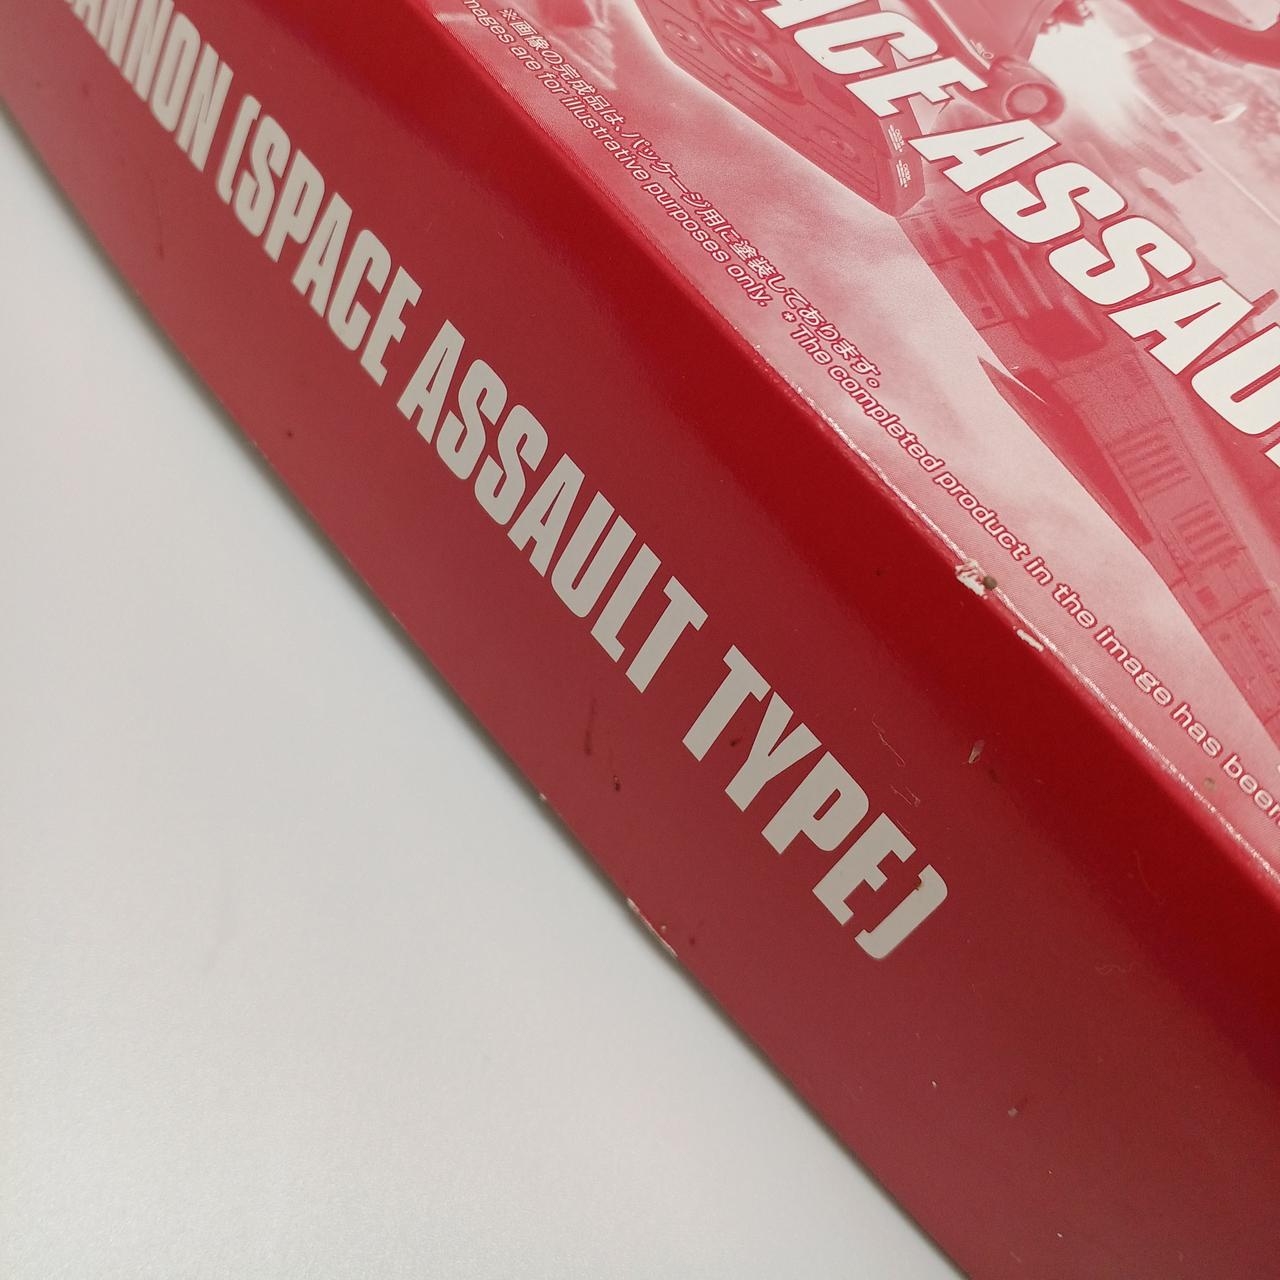 ACE ASSAU
※画像の完成品は、パッケージ用に塗装してあります。
images are for illustrative purposes only. *The completed product in the image has been
ANNON [SPACE ASSAULT TYPE]